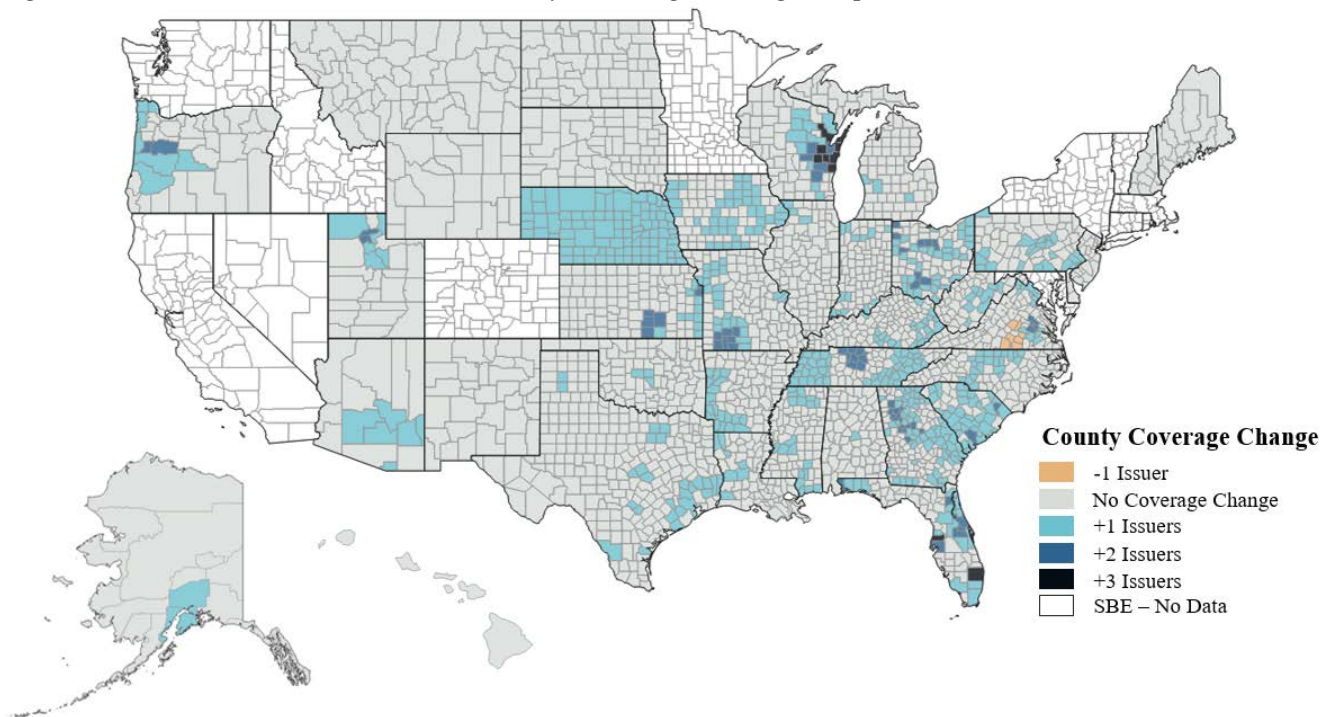 County Coverage Change
-1 Issuer
No Coverage Change
+1 Issuers
+2 Issuers
+3 Issuers
SBE – No Data